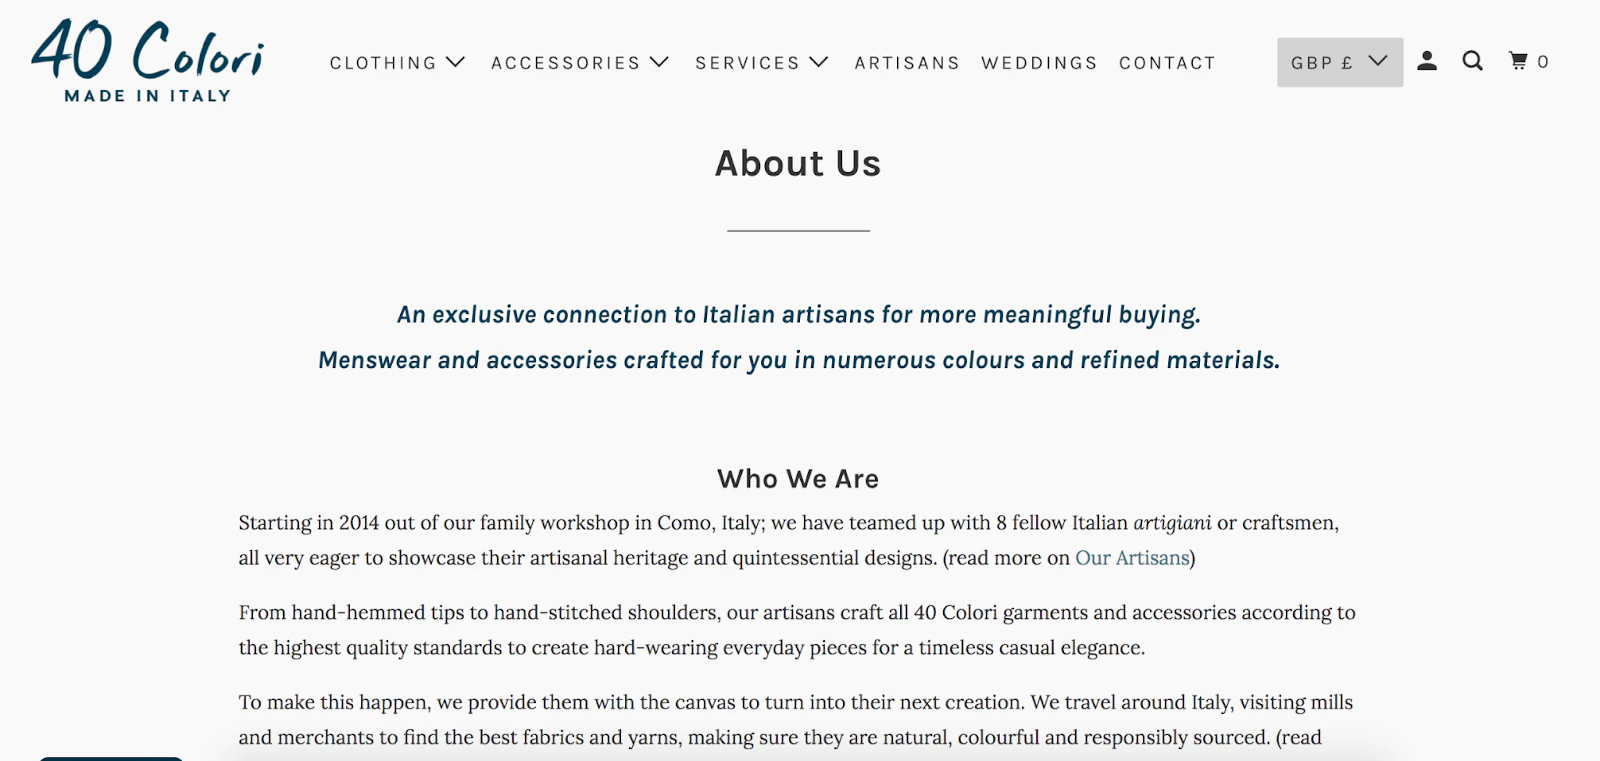 40 Colori
MADE IN ITALY
CLOTHING ACCESSORIES SERVICES ARTISANS WEDDINGS CONTACT GBP £ 0
About Us
An exclusive connection to Italian artisans for more meaningful buying.
Menswear and accessories crafted for you in numerous colours and refined materials.
Who We Are
Starting in 2014 out of our family workshop in Como, Italy; we have teamed up with 8 fellow Italian artigiani or craftsmen,
all very eager to showcase their artisanal heritage and quintessential designs. (read more on Our Artisans)
From hand-hemmed tips to hand-stitched shoulders, our artisans craft all 40 Colori garments and accessories according to
the highest quality standards to create hard-wearing everyday pieces for a timeless casual elegance.
To make this happen, we provide them with the canvas to turn into their next creation. We travel around Italy, visiting mills
and merchants to find the best fabrics and yarns, making sure they are natural, colourful and responsibly sourced. (read